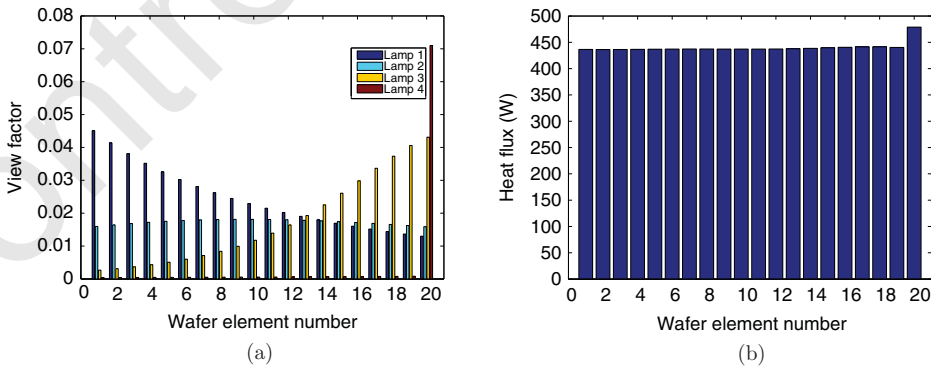 0.08
0.07
0.06
0.05
0.04
0.03
0.02
0.01
0
View factor
Lamp 1
Lamp 2
Lamp 3
Lamp 4
0 2 4 6 8 10 12 14 16 18 20
Wafer element number
(a)
500
450
400
350
300
250
200
150
100
50
0
Heat flux (W)
0 2 4 6 8 10 12 14 16 18 20
Wafer element number
(b)
ontro